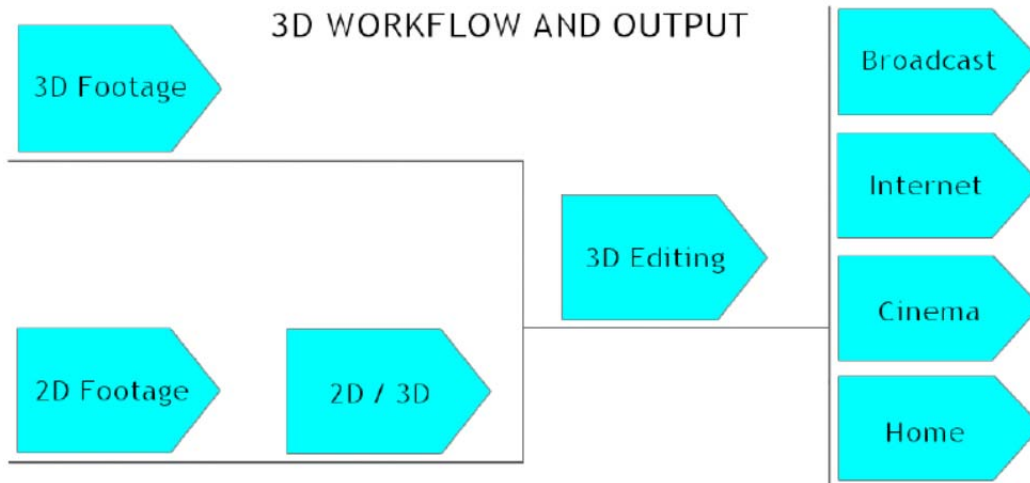 3D WORKFLOW AND OUTPUT
3D Footage
2D Footage
2D / 3D
3D Editing
Broadcast
Internet
Cinema
Home